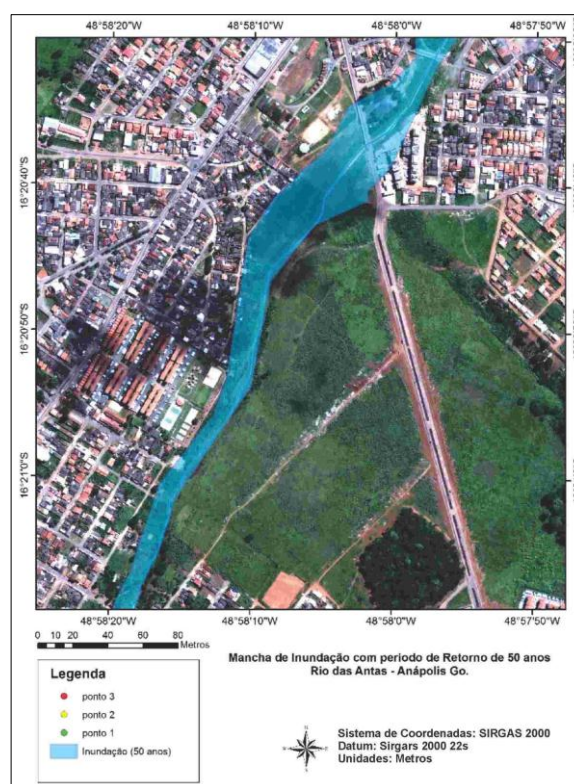 48°58'20"W 48°58'10"W 48°58'0"W 48°57'50"W
16°20'40"S
16°20'50"S
16°21'0"S
48°58'20"W 48°58'10"W 48°58'0"W 48°57'50"W
0 10 20 40 60 80
Metros
Mancha de Inundação com periodo de Retorno de 50 anos
Rio das Antas - Anápolis Go.
Legenda
ponto 3
ponto 2
ponto 1
Inundação (50 anos)
N
Sistema de Coordenadas: SIRGAS 2000
Datum: Sirgars 2000 22s
Unidades: Metros